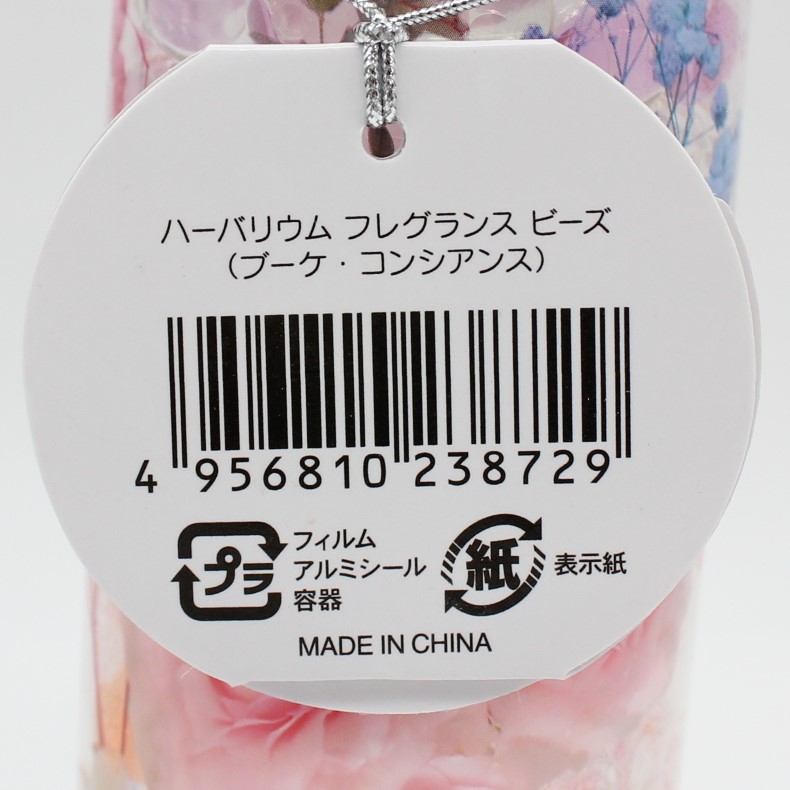 ハーバリウム フレグランス ビーズ
（ブーケ・コンシアンス）
4 956810 238729
プラ
フィルム
アルミシール
容器
紙
表示紙
MADE IN CHINA